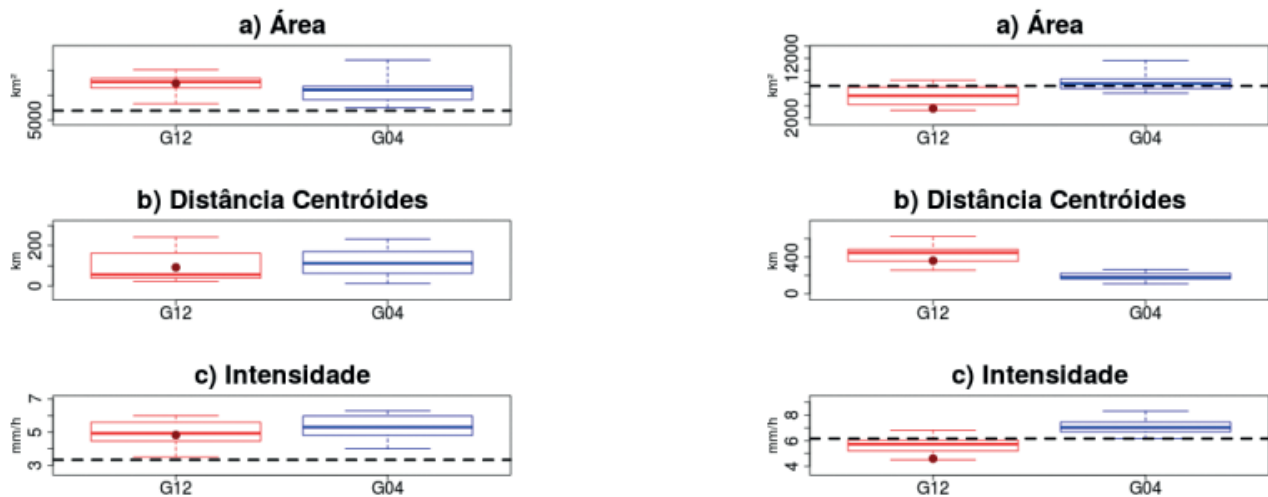 a) Área
km²
5000
G12 G04
b) Distância Centróides
km
0 200
G12 G04
c) Intensidade
mm/h
3 5 7
G12 G04
a) Área
km²
2000 12000
G12 G04
b) Distância Centróides
km
0 400
G12 G04
c) Intensidade
mm/h
4 6 8
G12 G04